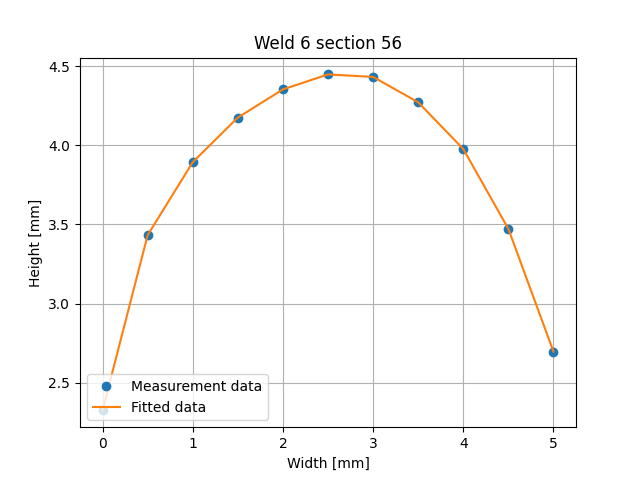 Weld 6 section 56
4.5
4.0
3.5
3.0
2.5
Height [mm]
Measurement data
Fitted data
0 1 2 3 4 5
Width [mm]